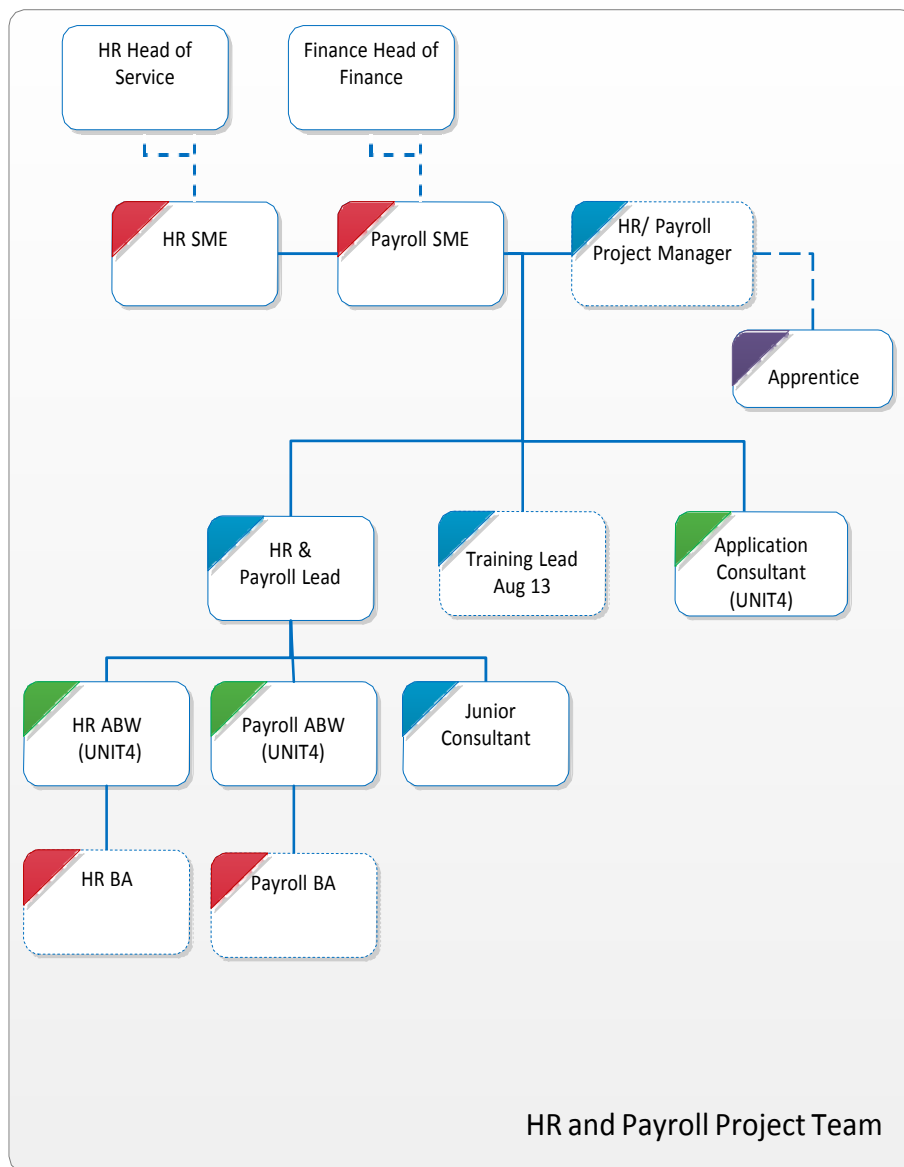 HR Head of
Service
Finance Head of
Finance
HR SME
Payroll SME
HR/ Payroll
Project Manager
Apprentice
HR &
Payroll Lead
Training Lead
Aug 13
Application
Consultant
(UNIT4)
HR ABW
(UNIT4)
Payroll ABW
(UNIT4)
Junior
Consultant
HR BA
Payroll BA
HR and Payroll Project Team